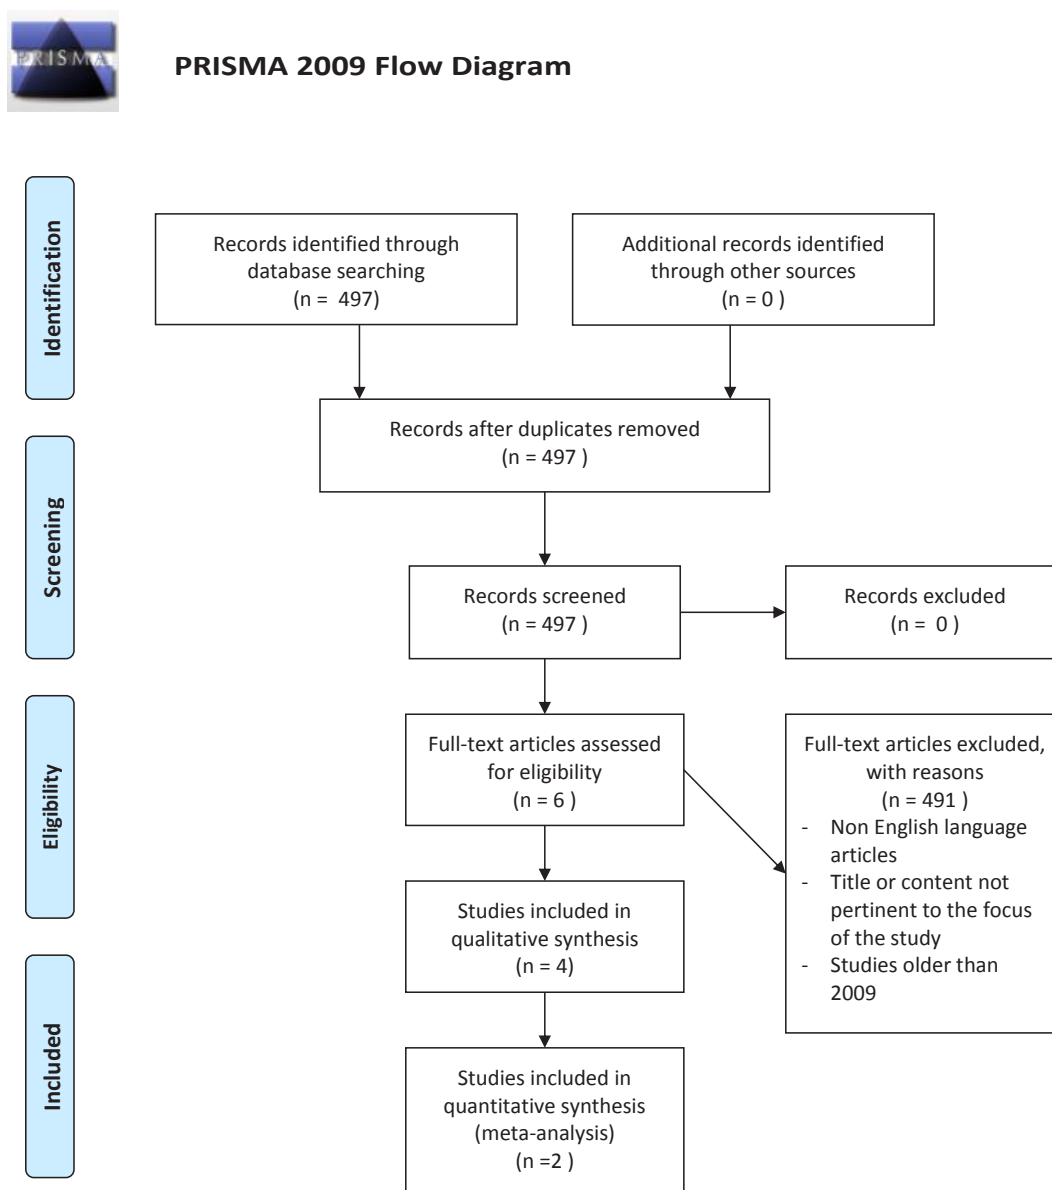 PRISMA
PRISMA 2009 Flow Diagram
Identification
Records identified through
database searching
(n =  497)
Additional records identified
through other sources
(n = 0 )
Records after duplicates removed
(n = 497 )
Screening
Records screened
(n = 497 )
Records excluded
(n =  0 )
Eligibility
Full-text articles assessed
for eligibility
(n = 6 )
Full-text articles excluded,
with reasons
(n = 491 )
- Non English language
articles
- Title or content not
pertinent to the focus
of the study
- Studies older than
2009
Studies included in
qualitative synthesis
(n = 4)
Included
Studies included in
quantitative synthesis
(meta-analysis)
(n =2 )